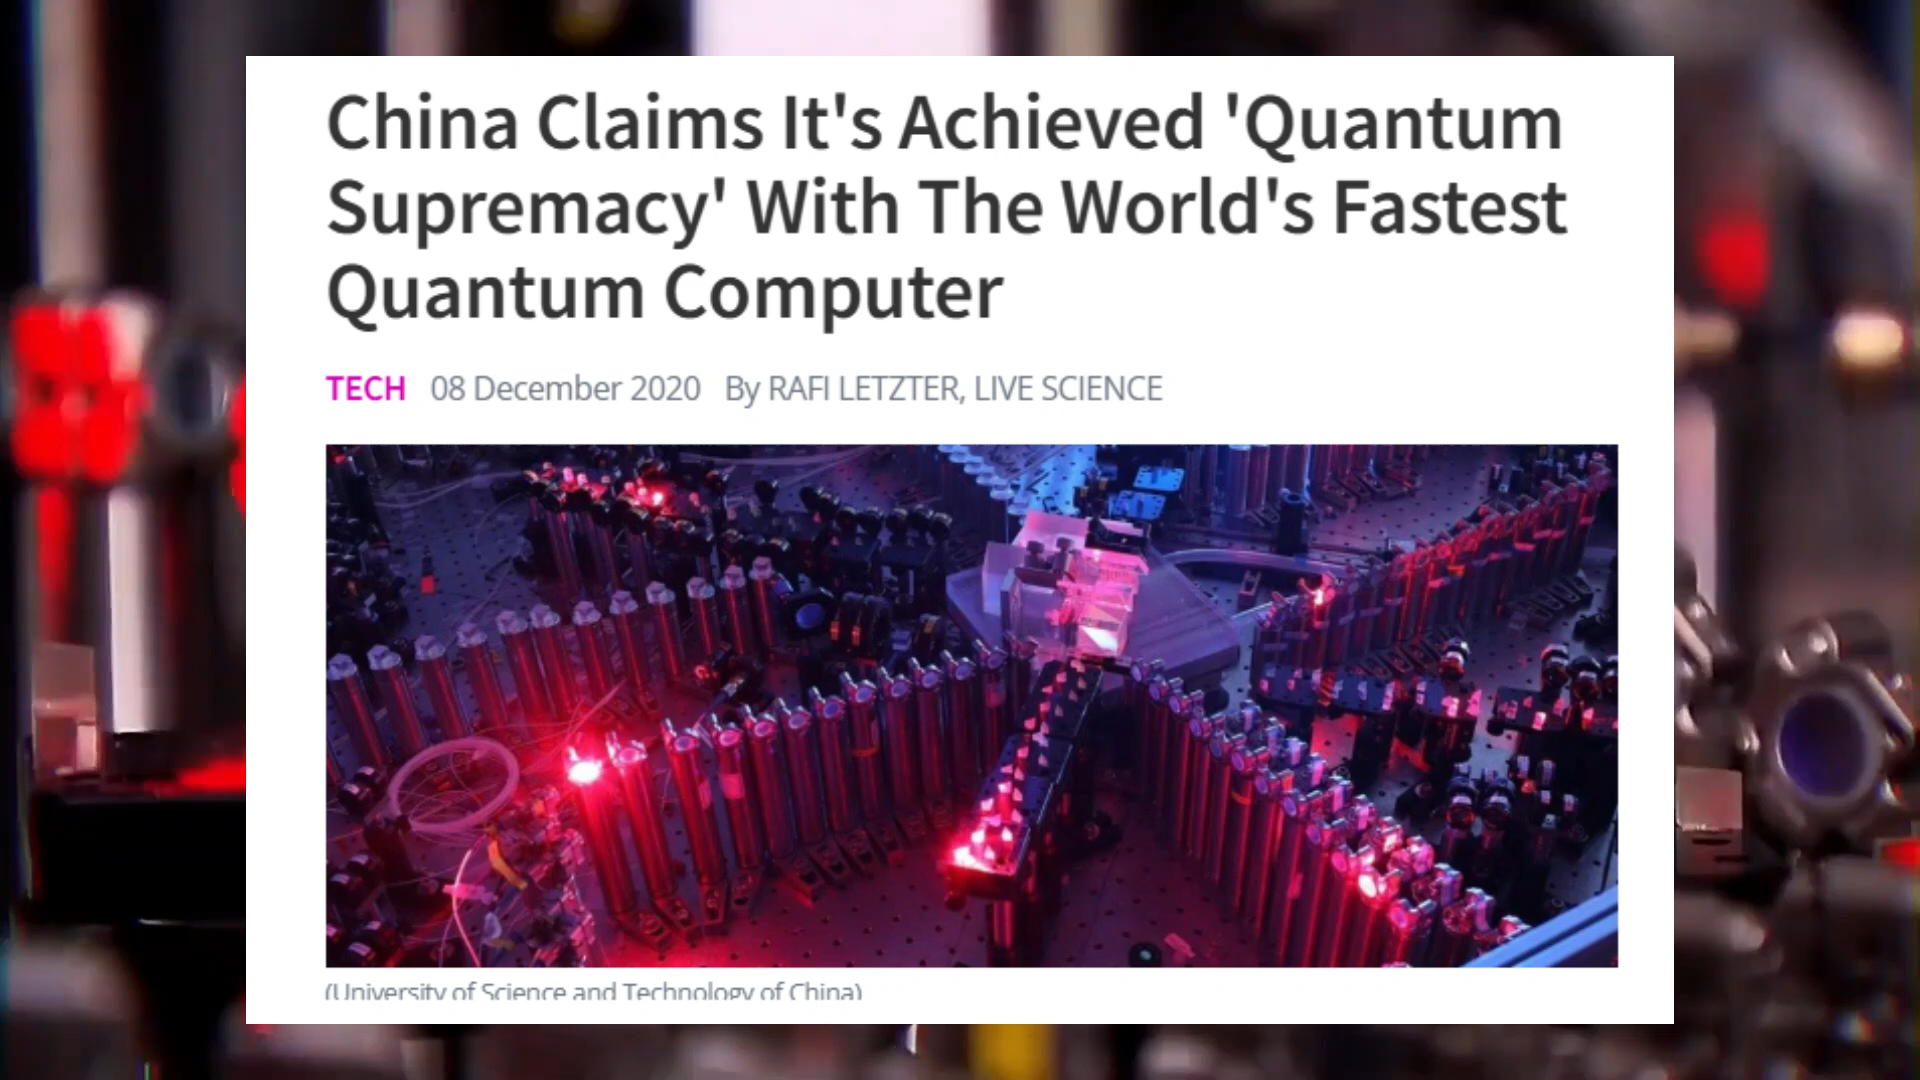 China Claims It's Achieved 'Quantum
Supremacy' With The World's Fastest
Quantum Computer
TECH 08 December 2020 By RAFI LETZTER, LIVE SCIENCE
(University of Science and Technology of China)